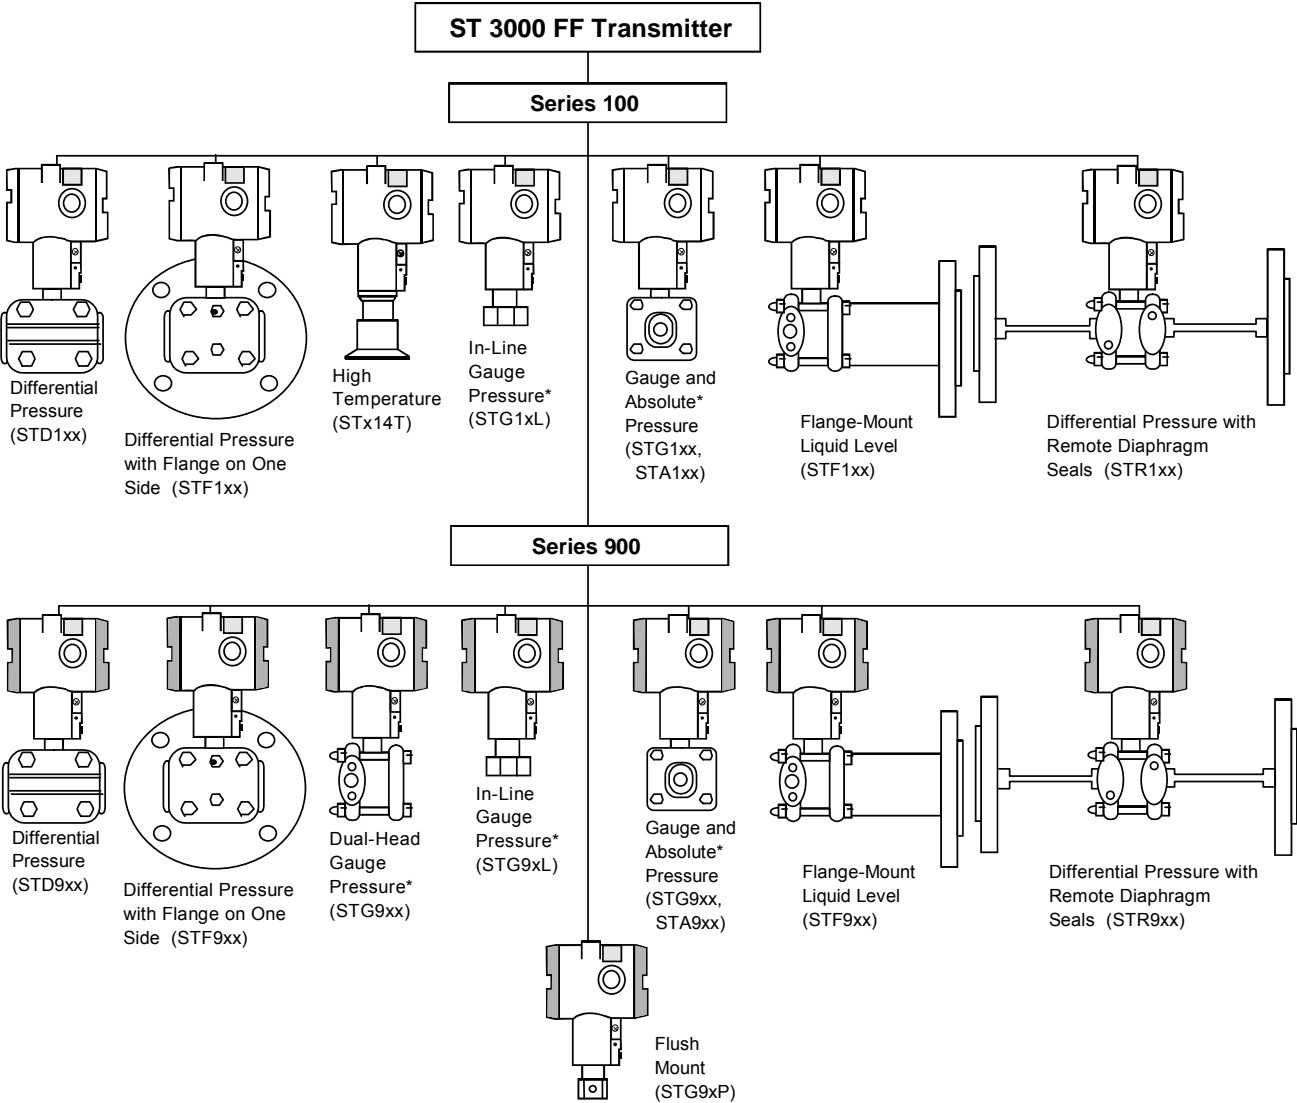 ST 3000 FF Transmitter
Series 100
Differential
Pressure
(STD1xx)
Differential Pressure
with Flange on One
Side (STF1xx)
High
Temperature
(STx14T)
In-Line
Gauge
Pressure*
(STG1xL)
Gauge and
Absolute*
Pressure
(STG1xx,
STA1xx)
Flange-Mount
Liquid Level
(STF1xx)
Differential Pressure with
Remote Diaphragm
Seals (STR1xx)
Series 900
Differential
Pressure
(STD9xx)
Differential Pressure
with Flange on One
Side (STF9xx)
Dual-Head
Gauge
Pressure*
(STG9xx)
In-Line
Gauge
Pressure*
(STG9xL)
Gauge and
Absolute*
Pressure
(STG9xx,
STA9xx)
Flange-Mount
Liquid Level
(STF9xx)
Differential Pressure with
Remote Diaphragm
Seals (STR9xx)
Flush
Mount
(STG9xP)